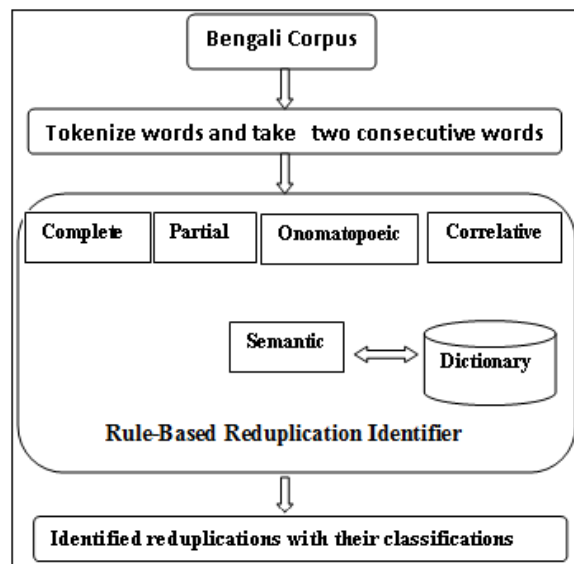 Bengali Corpus
Tokenize words and take two consecutive words
Complete Partial Onomatopoeic Correlative
Semantic Dictionary
Rule-Based Reduplication Identifier
Identified reduplications with their classifications